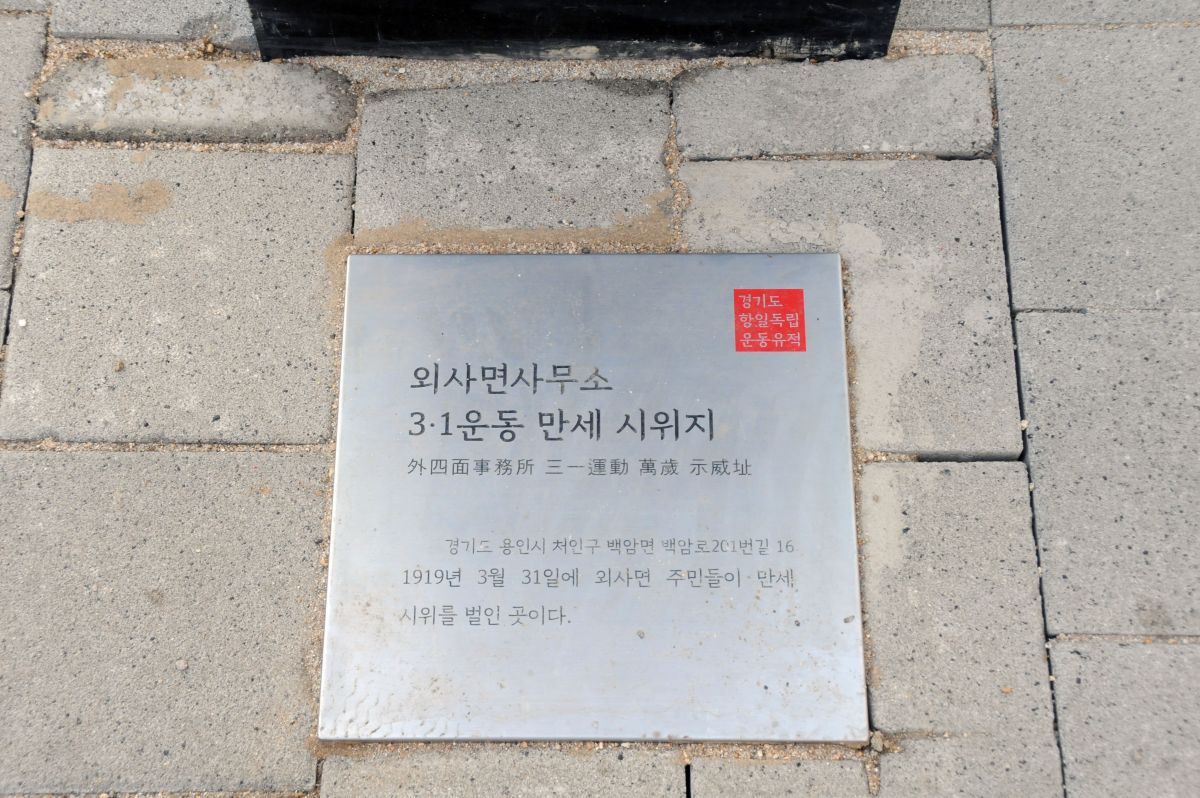 경기도
항일독립
운동유적
외사면사무소
3·1운동 만세 시위지
外四面事務所 三一運動 萬歲 示威址
경기도 용인시 처인구 백암면 백암로201번길 16
1919년 3월 31일에 외사면 주민들이 만세
시위를 벌인 곳이다.